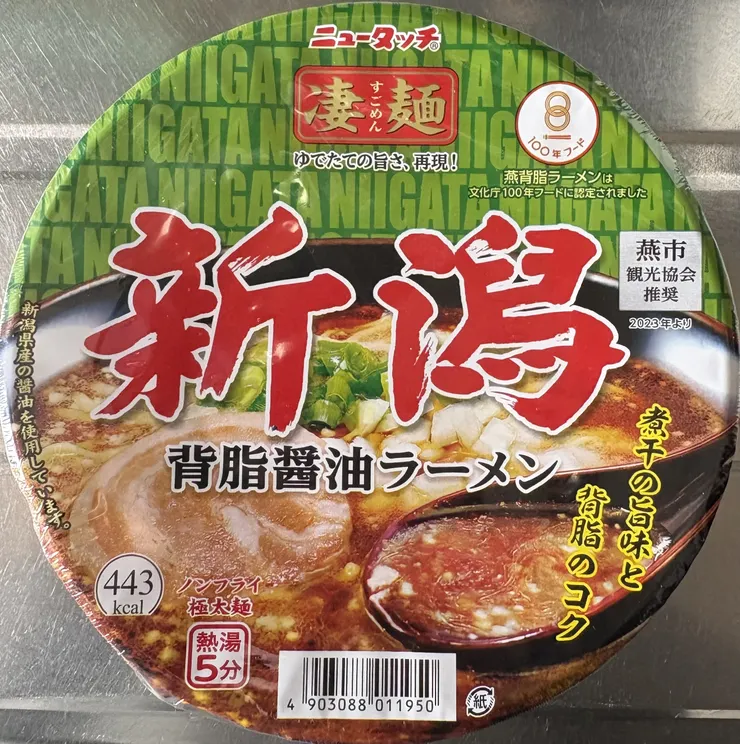 ニュータッチ®
凄麺
すごめん
ゆでたての旨さ、再現!
100年フード
燕背脂ラーメンは
文化庁100年フードに認定されました
NIIGATA NIIGATA NIIGATA
燕市
観光協会
推奨
2023年より
新潟
背脂醤油ラーメン
新潟県産の醤油を使用しています。
煮干の旨味と
背脂のコク
443
kcal
ノンフライ
極太麺
熱湯
5分
4 903088 011950
紙